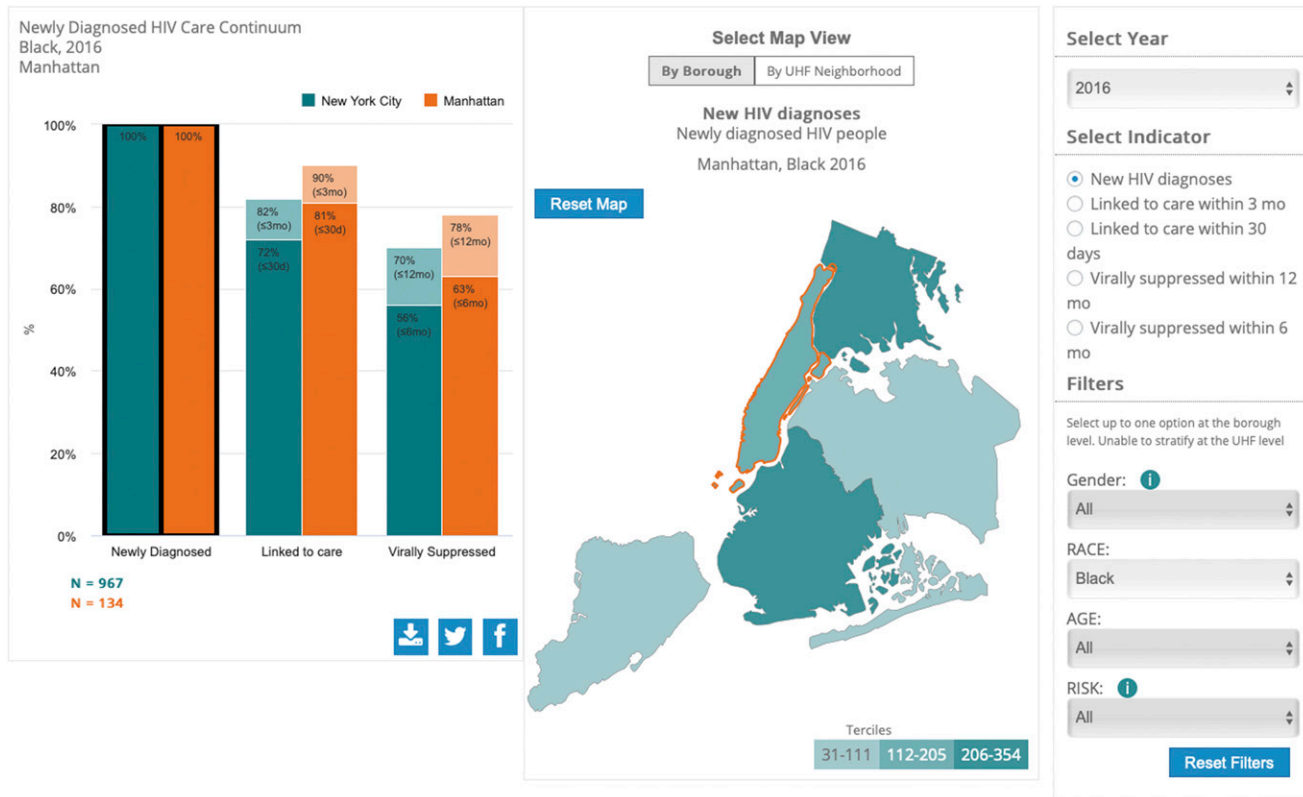 Newly Diagnosed HIV Care Continuum
Black, 2016
Manhattan
New York City
Manhattan
100%
80%
60%
40%
20%
0%
%
100%
100%
82%
(≤3mo)
72%
(≤30d)
90%
(≤3mo)
81%
(≤30d)
70%
(≤12mo)
56%
(≤6mo)
78%
(≤12mo)
63%
(≤6mo)
Newly Diagnosed
Linked to care
Virally Suppressed
N = 967
N = 134
f
Select Map View
By Borough
By UHF Neighborhood
New HIV diagnoses
Newly diagnosed HIV people
Manhattan, Black 2016
Reset Map
Terciles
31-111
112-205
206-354
Select Year
2016
Select Indicator
New HIV diagnoses
Linked to care within 3 mo
Linked to care within 30
days
Virally suppressed within 12
mo
Virally suppressed within 6
mo
Filters
Select up to one option at the borough
level. Unable to stratify at the UHF level
Gender: i
All
RACE:
Black
AGE:
All
RISK: i
All
Reset Filters